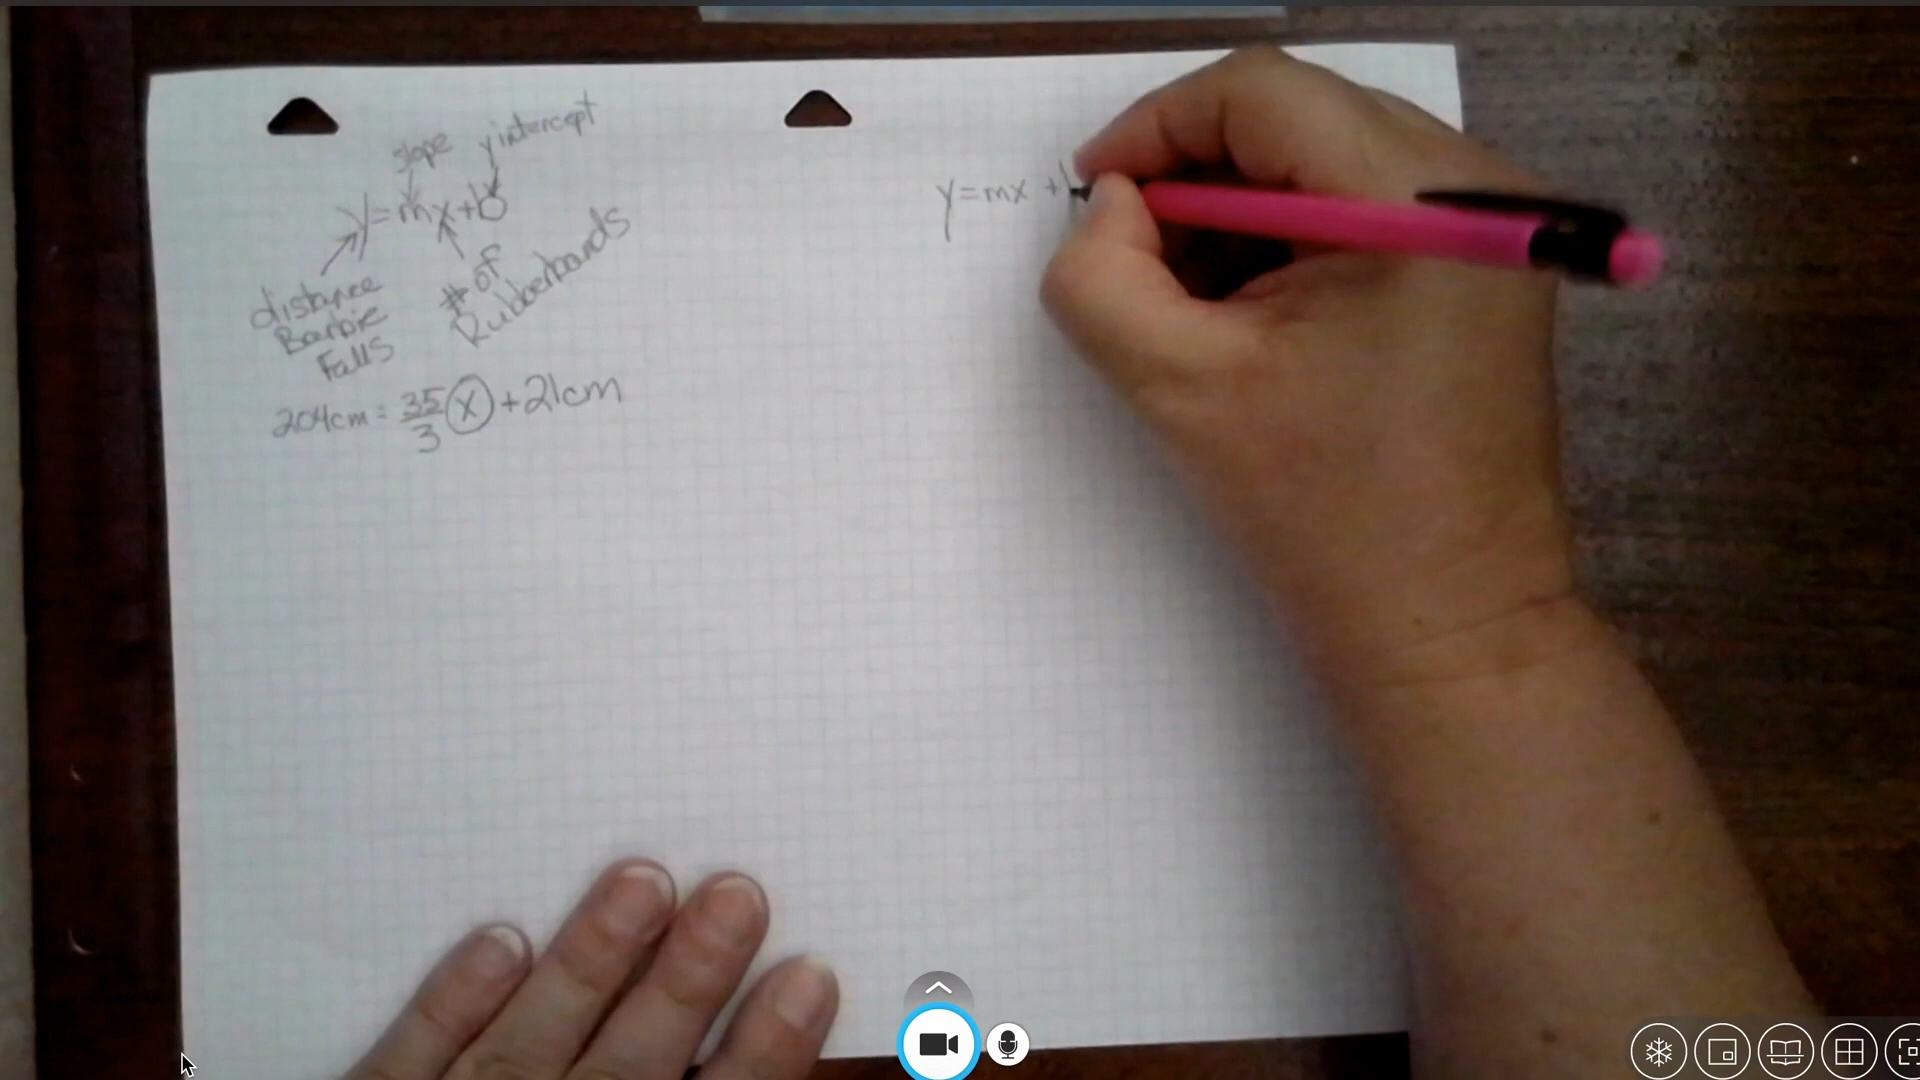 slope y intercept
y=mx+b
distance
Barbie
Falls
# of
Rubberbands
204cm = 35/3 (x) + 21cm
y=mx +b